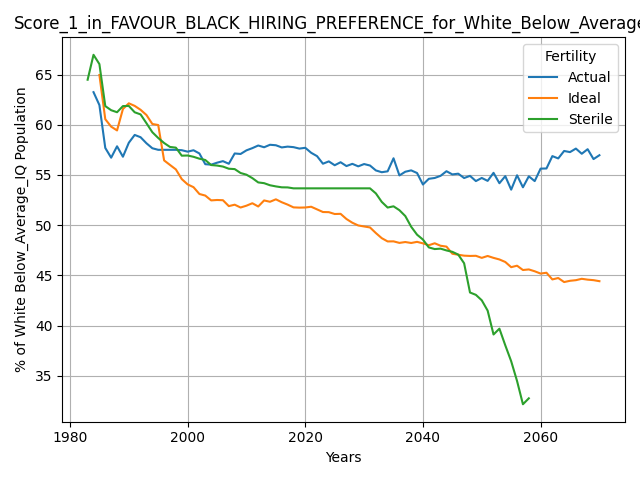 Score_1_in_FAVOUR_BLACK_HIRING_PREFERENCE_for_White_Below_Average
Fertility
Actual
Ideal
Sterile
% of White Below_Average_IQ Population
65
60
55
50
45
40
35
1980
2000
2020
2040
2060
Years